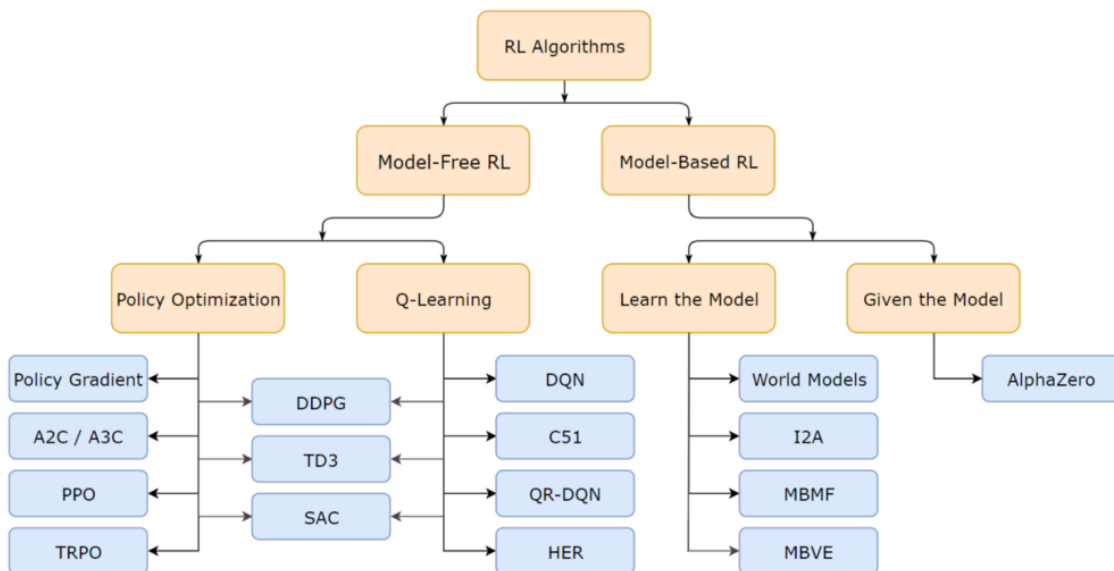 RL Algorithms
Model-Free RL
Model-Based RL
Policy Optimization
Q-Learning
Learn the Model
Given the Model
Policy Gradient
DDPG
DQN
World Models
AlphaZero
A2C / A3C
TD3
C51
I2A
PPO
SAC
QR-DQN
MBMF
TRPO
HER
MBVE